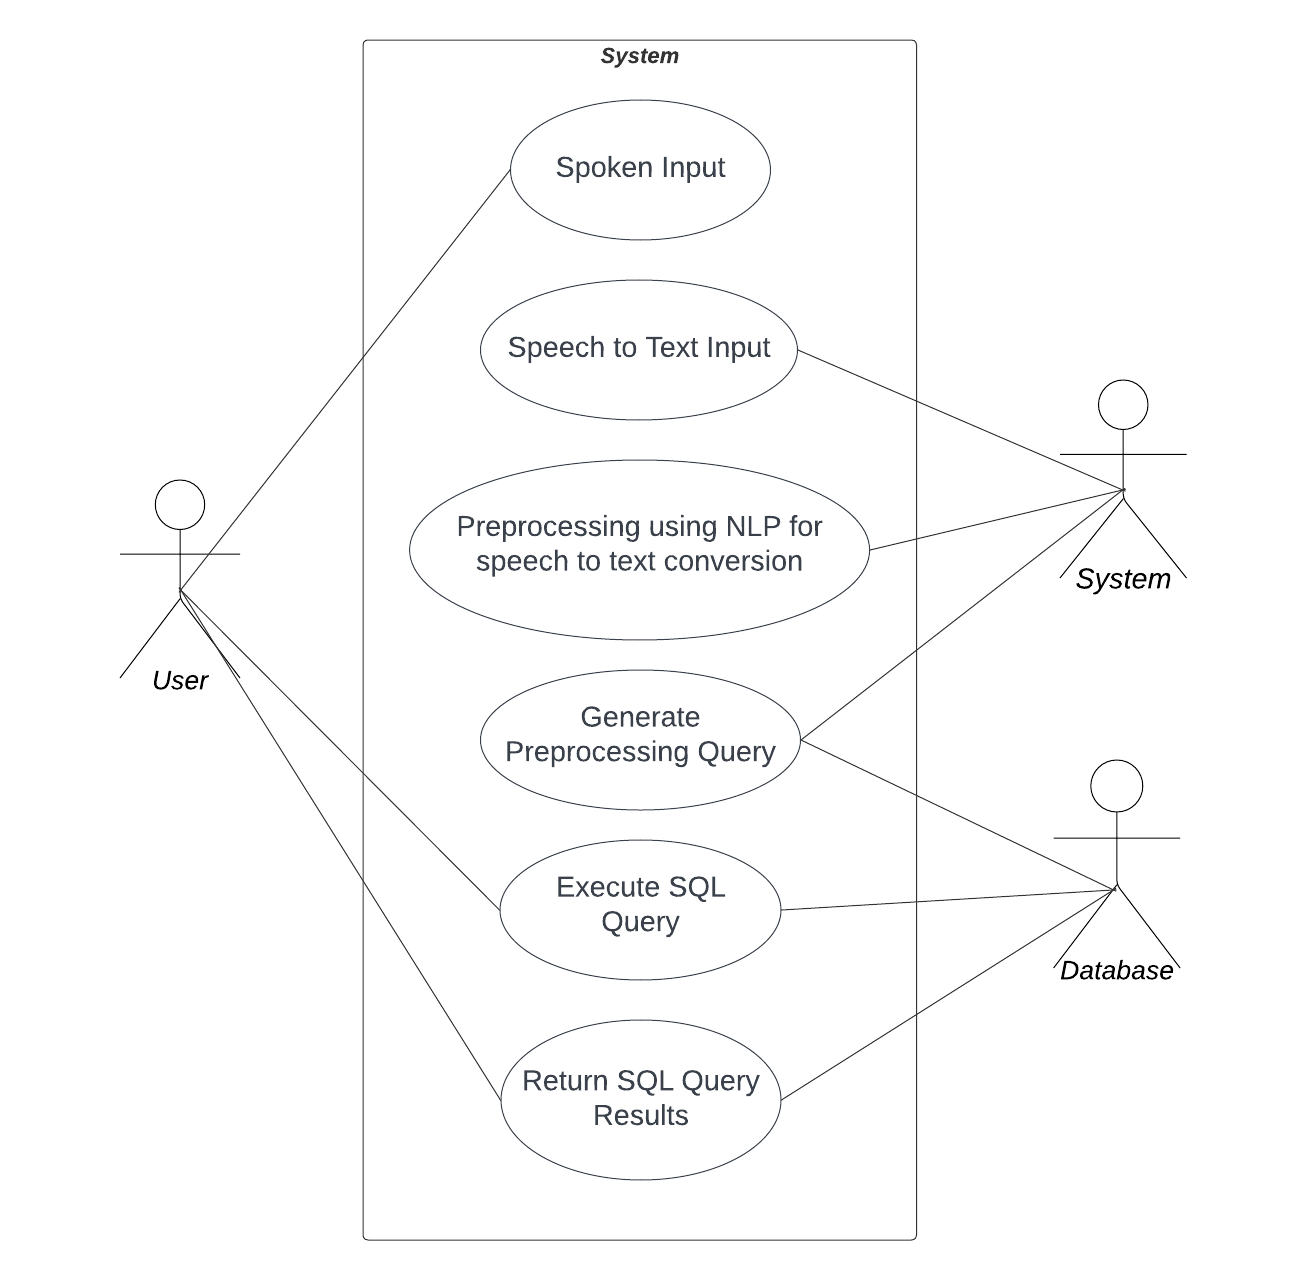 System
Spoken Input
Speech to Text Input
Preprocessing using NLP for
speech to text conversion
System
User
Generate
Preprocessing Query
Execute SQL
Query
Database
Return SQL Query
Results